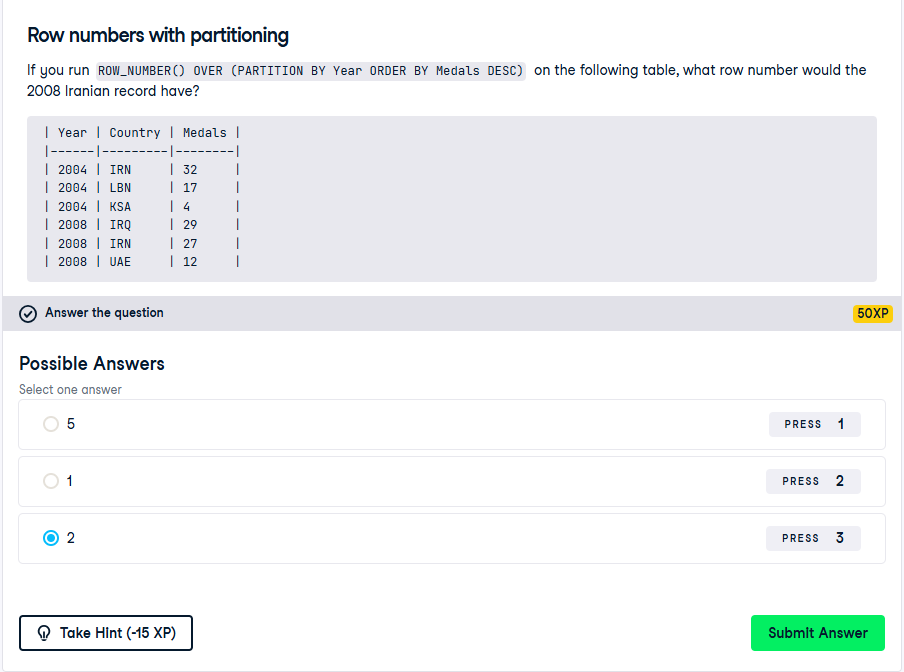 Row numbers with partitioning
If you run ROW_NUMBER() OVER (PARTITION BY Year ORDER BY Medals DESC) on the following table, what row number would the
2008 Iranian record have?
| Year | Country | Medals |
|------|---------|--------|
| 2004 | IRN     | 32     |
| 2004 | LBN     | 17     |
| 2004 | KSA     | 4      |
| 2008 | IRQ     | 29     |
| 2008 | IRN     | 27     |
| 2008 | UAE     | 12     |
Answer the question 50XP
Possible Answers
Select one answer
5 PRESS 1
1 PRESS 2
2 PRESS 3
Take Hint (-15 XP) Submit Answer